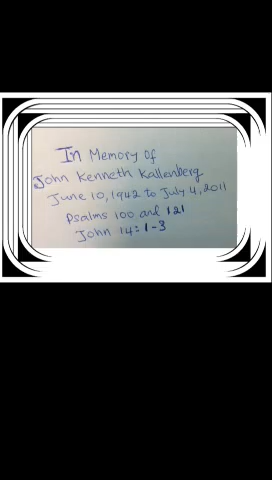 In Memory of
John Kenneth Kallenberg
June 10, 1942 to July 4, 2011
Psalms 100 and 121
John 14:1-3